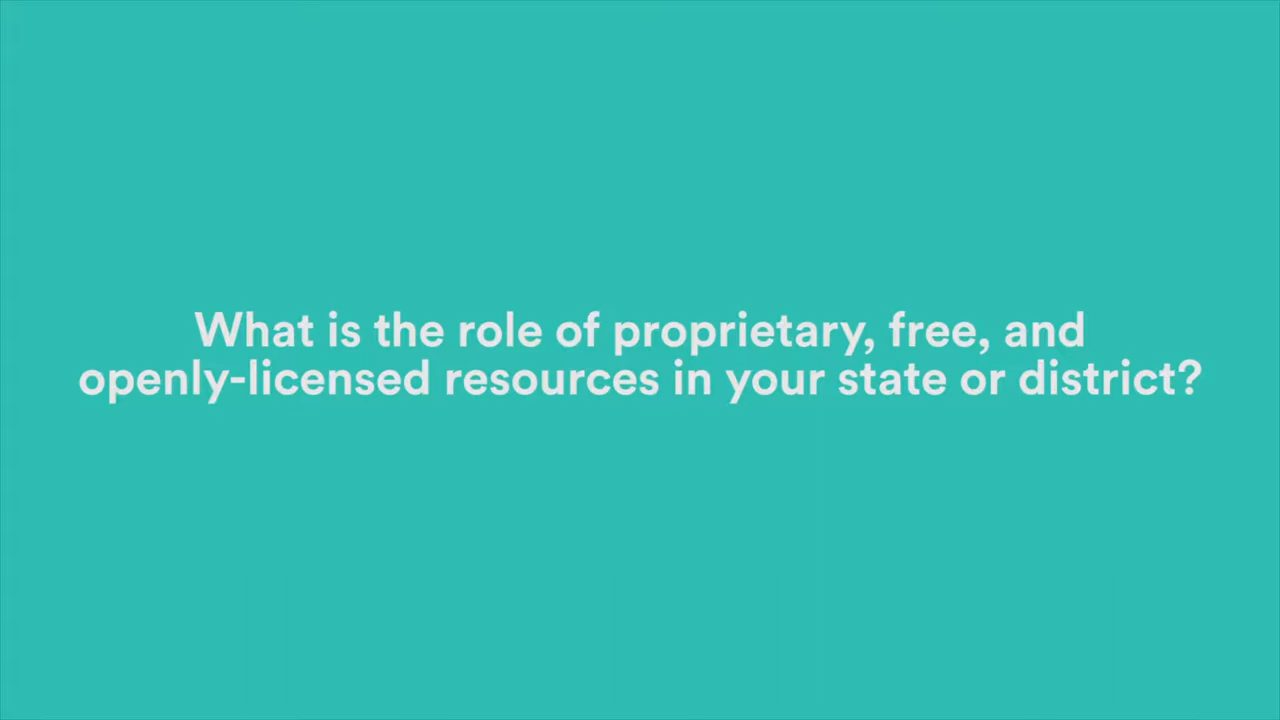 What is the role of proprietary, free, and
openly-licensed resources in your state or district?